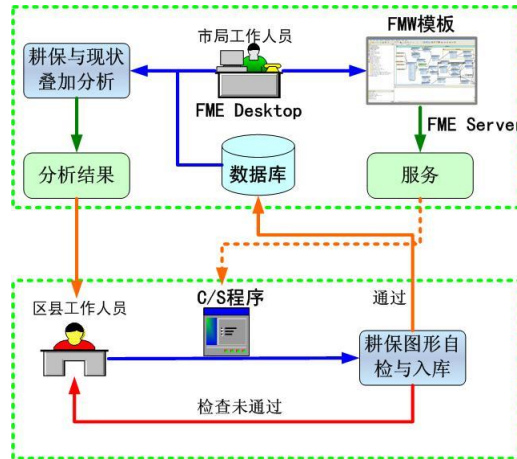 市局工作人员
FMW模板
耕保与现状
叠加分析
FME Desktop
FME Server
分析结果
数据库
服务
C/S程序
通过
区县工作人员
耕保图形自
检与入库
检查未通过